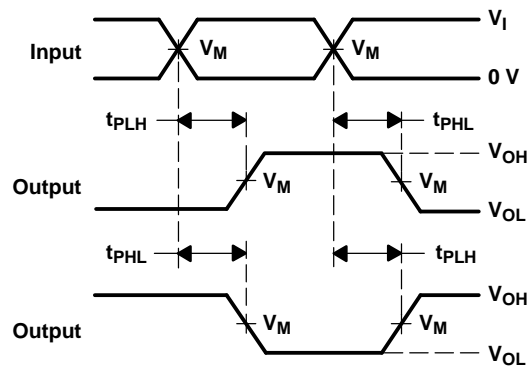 V_I
Input V_M V_M
0 V
t_PLH t_PHL
V_OH
Output V_M V_M
V_OL
t_PHL t_PLH
V_OH
Output V_M V_M
V_OL